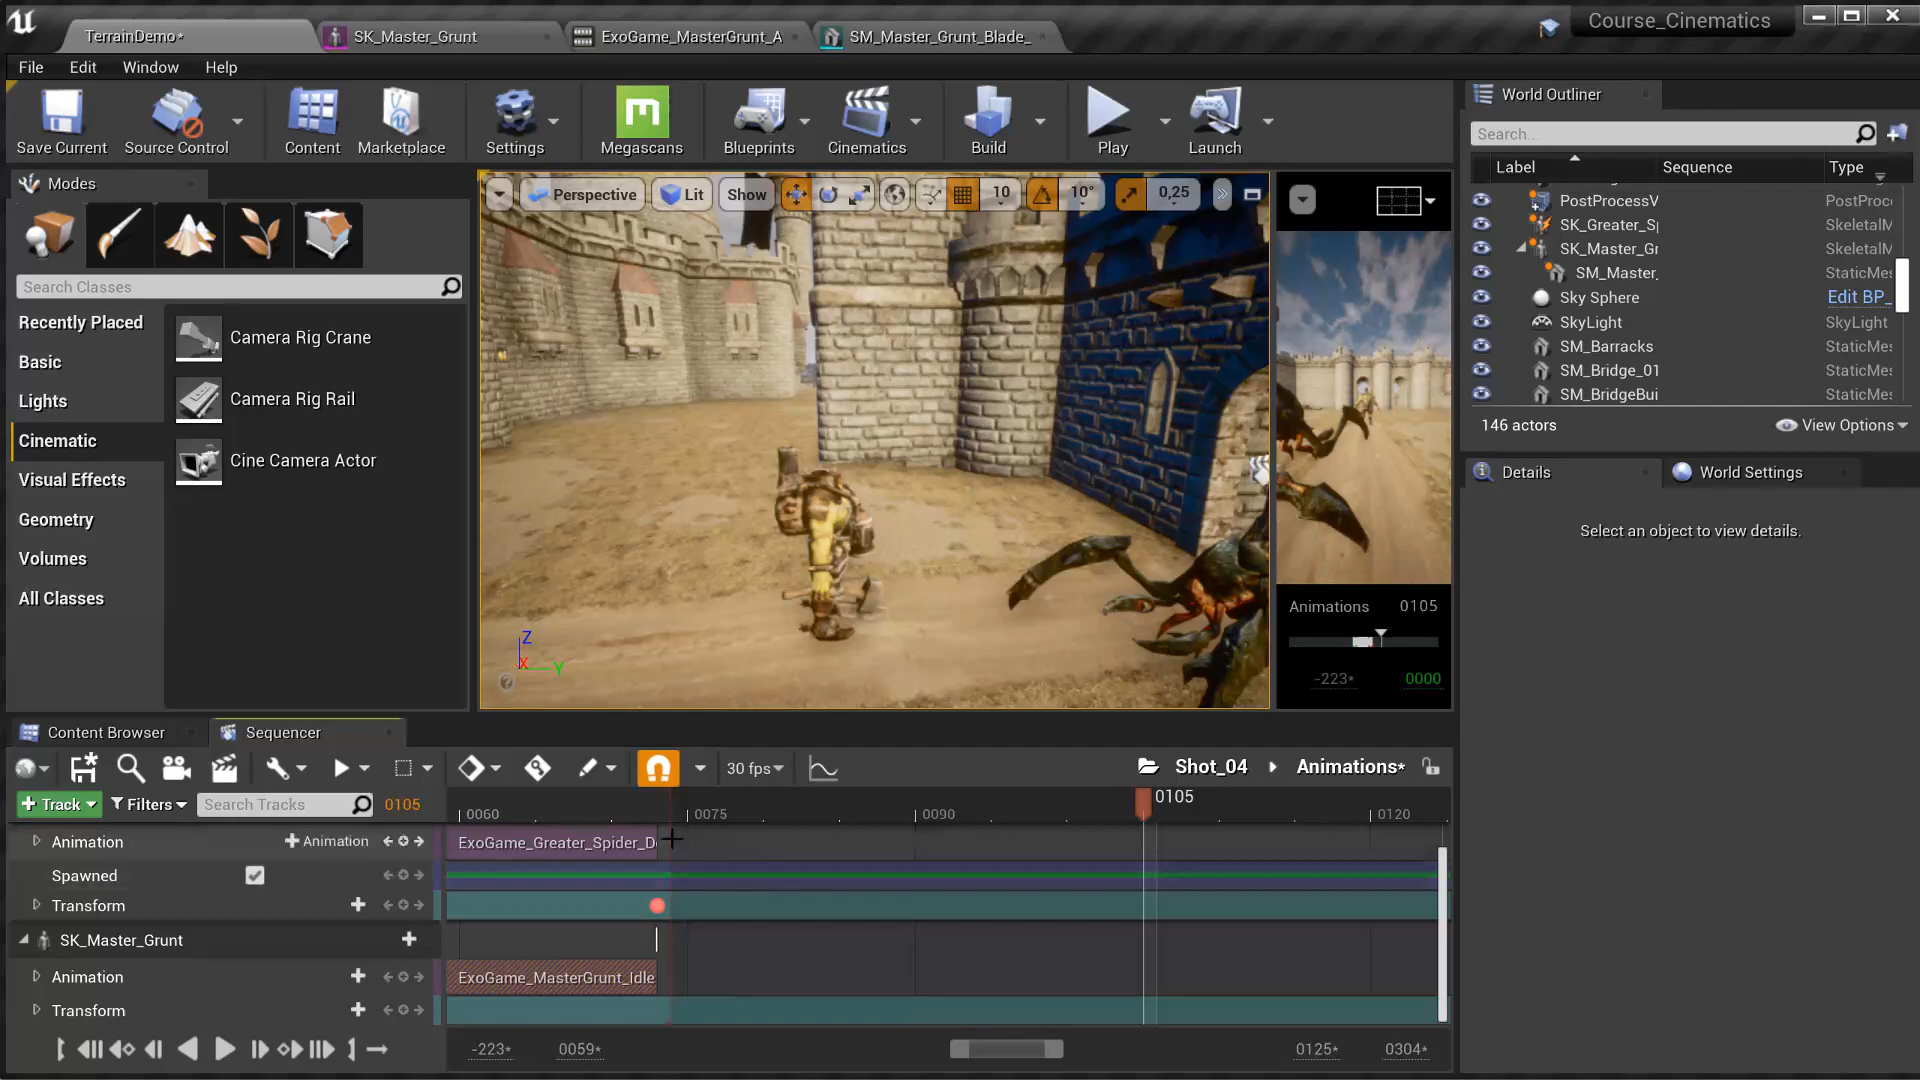 TerrainDemo*
SK_Master_Grunt
ExoGame_MasterGrunt_A
SM_Master_Grunt_Blade_
Course_Cinematics
File
Edit
Window
Help
Save Current
Source Control
Content
Marketplace
Settings
Megascans
Blueprints
Cinematics
Build
Play
Launch
World Outliner
Search...
Label
Sequence
Type
PostProcessV
PostProc
SK_Greater_Sp
SkeletalM
SK_Master_Gr
SkeletalM
SM_Master_
StaticMes
Sky Sphere
Edit BP_
SkyLight
SkyLight
SM_Barracks
StaticMes
SM_Bridge_01
StaticMes
SM_BridgeBui
StaticMes
146 actors
View Options
Modes
Search Classes
Recently Placed
Basic
Lights
Cinematic
Visual Effects
Geometry
Volumes
All Classes
Camera Rig Crane
Camera Rig Rail
Cine Camera Actor
Perspective
Lit
Show
10
10°
0,25
Z
X
Y
Animations
0105
-223*
0000
Details
World Settings
Select an object to view details.
Content Browser
Sequencer
30 fps
Shot_04
Animations*
Track
Filters
Search Tracks
0105
0060
0075
0090
0105
0120
Animation
Animation
ExoGame_Greater_Spider_D
Spawned
Transform
SK_Master_Grunt
Animation
ExoGame_MasterGrunt_Idle
Transform
-223*
0059*
0125*
0304*